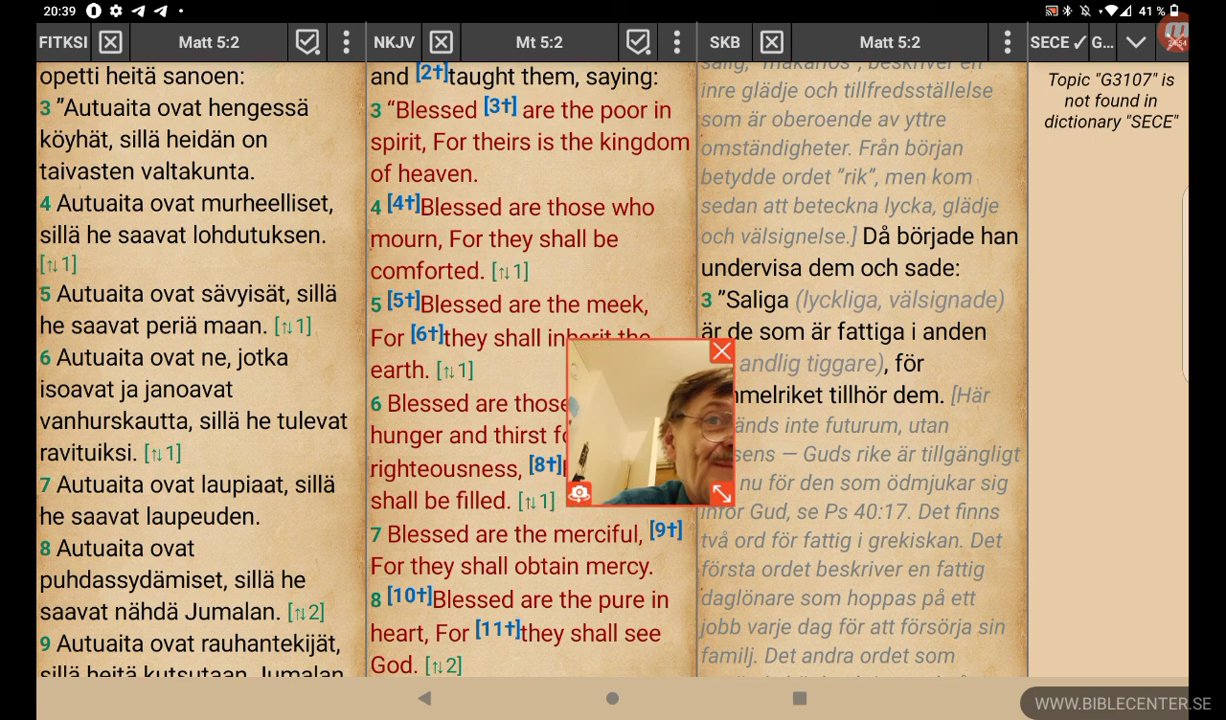 20:39
41 %
FITKSI
Matt 5:2
NKJV
Mt 5:2
SKB
Matt 5:2
SECE ✓ G...
opetti heitä sanoen:
3 ”Autuaita ovat hengessä
köyhät, sillä heidän on
taivasten valtakunta.
4 Autuaita ovat murheelliset,
sillä he saavat lohdutuksen.
[↑↓1]
5 Autuaita ovat sävyisät, sillä
he saavat periä maan. [↑↓1]
6 Autuaita ovat ne, jotka
isoavat ja janoavat
vanhurskautta, sillä he tulevat
ravituiksi. [↑↓1]
7 Autuaita ovat laupiaat, sillä
he saavat laupeuden.
8 Autuaita ovat
puhdassydämiset, sillä he
saavat nähdä Jumalan. [↑↓2]
9 Autuaita ovat rauhantekijät,
sillä heitä kutsutaan Jumalan
and [2†]taught them, saying:
3 “Blessed [3†] are the poor in
spirit, For theirs is the kingdom
of heaven.
4 [4†]Blessed are those who
mourn, For they shall be
comforted. [↑↓1]
5 [5†]Blessed are the meek,
For [6†]they shall inherit the
earth. [↑↓1]
6 Blessed are those
hunger and thirst
righteousness, [8†]
shall be filled. [↑↓1]
7 Blessed are the merciful, [9†]
For they shall obtain mercy.
8 [10†]Blessed are the pure in
heart, For [11†]they shall see
God. [↑↓2]
salig, ”makarios”, beskriver en
inre glädje och tillfredsställelse
som är oberoende av yttre
omständigheter. Från början
betydde ordet ”rik”, men kom
sedan att beteckna lycka, glädje
och välsignelse.] Då började han
undervisa dem och sade:
3 ”Saliga (lyckliga, välsignade)
är de som är fattiga i anden
andlig tiggare), för
mmelriket tillhör dem. [Här
änds inte futurum, utan
sens — Guds rike är tillgängligt
nu för den som ödmjukar sig
inför Gud, se Ps 40:17. Det finns
två ord för fattig i grekiskan. Det
första ordet beskriver en fattig
daglönare som hoppas på ett
jobb varje dag för att försörja sin
familj. Det andra ordet som
Topic "G3107" is
not found in
dictionary "SECE"
WWW.BIBLECENTER.SE